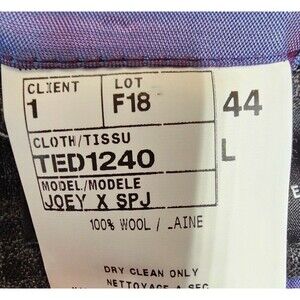 CLIENT LOT
1 F18 44
CLOTH/TISSU L
TED1240
MODEL/MODELE
JOEY X SPJ
100% WOOL / LAINE
DRY CLEAN ONLY
NETTOYAGE A SEC